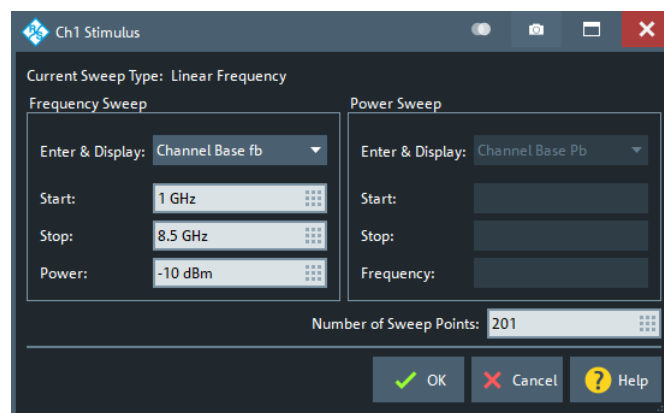 Ch1 Stimulus
Current Sweep Type: Linear Frequency
Frequency Sweep
Enter & Display: Channel Base fb
Start: 1 GHz
Stop: 8.5 GHz
Power: -10 dBm
Power Sweep
Enter & Display: Channel Base Pb
Start:
Stop:
Frequency:
Number of Sweep Points: 201
OK Cancel ? Help